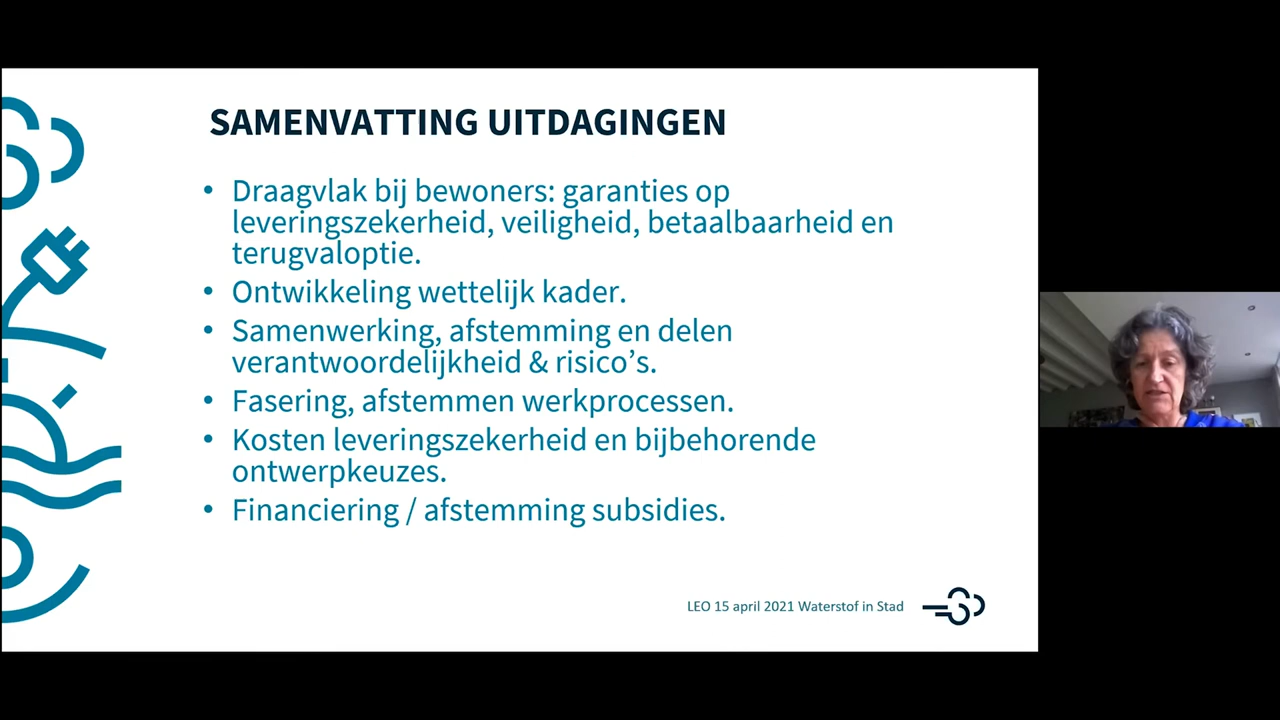 SAMENVATTING UITDAGINGEN
• Draagvlak bij bewoners: garanties op
leveringszekerheid, veiligheid, betaalbaarheid en
terugvaloptie.
• Ontwikkeling wettelijk kader.
• Samenwerking, afstemming en delen
verantwoordelijkheid & risico’s.
• Fasering, afstemmen werkprocessen.
• Kosten leveringszekerheid en bijbehorende
ontwerpkeuzes.
• Financiering / afstemming subsidies.
LEO 15 april 2021 Waterstof in Stad